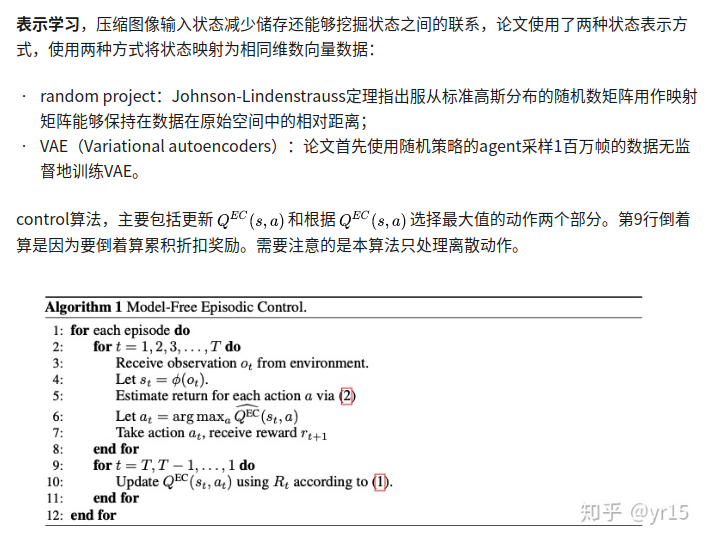 表示学习，压缩图像输入状态减少储存还能够挖掘状态之间的联系，论文使用了两种状态表示方
式，使用两种方式将状态映射为相同维数向量数据：
· random project：Johnson-Lindenstrauss定理指出服从标准高斯分布的随机数矩阵用作映射
矩阵能够保持在数据在原始空间中的相对距离；
· VAE（Variational autoencoders）：论文首先使用随机策略的agent采样1百万帧的数据无监
督地训练VAE。
control算法，主要包括更新 Q^{EC}(s, a) 和根据 Q^{EC}(s, a) 选择最大值的动作两个部分。第9行倒着
算是因为要倒着算累积折扣奖励。需要注意的是本算法只处理离散动作。
Algorithm 1 Model-Free Episodic Control.
1: for each episode do
2: for t = 1, 2, 3, . . . , T do
3: Receive observation o_t from environment.
4: Let s_t = ϕ(o_t).
5: Estimate return for each action a via (2)
6: Let a_t = arg max_a \widehat{Q^{EC}}(s_t, a)
7: Take action a_t, receive reward r_{t+1}
8: end for
9: for t = T, T − 1, . . . , 1 do
10: Update Q^{EC}(s_t, a_t) using R_t according to (1).
11: end for
12: end for
知乎 @yr15